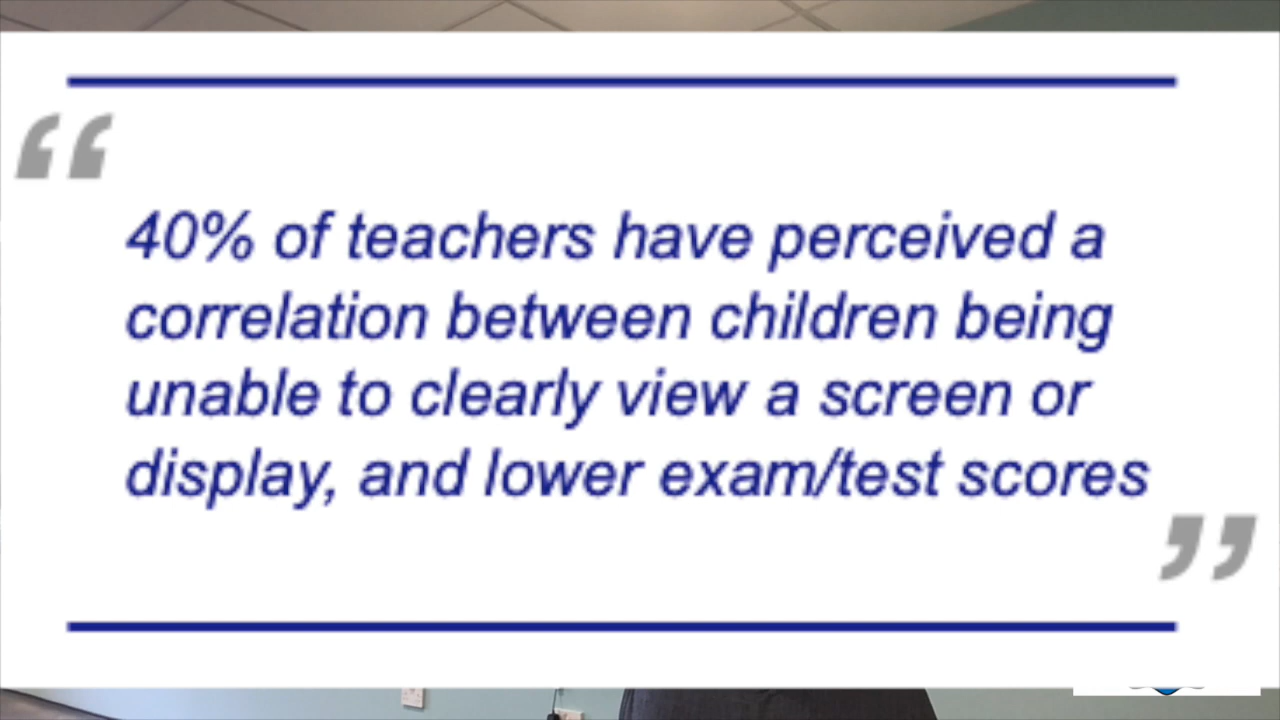 “
40% of teachers have perceived a
correlation between children being
unable to clearly view a screen or
display, and lower exam/test scores
”